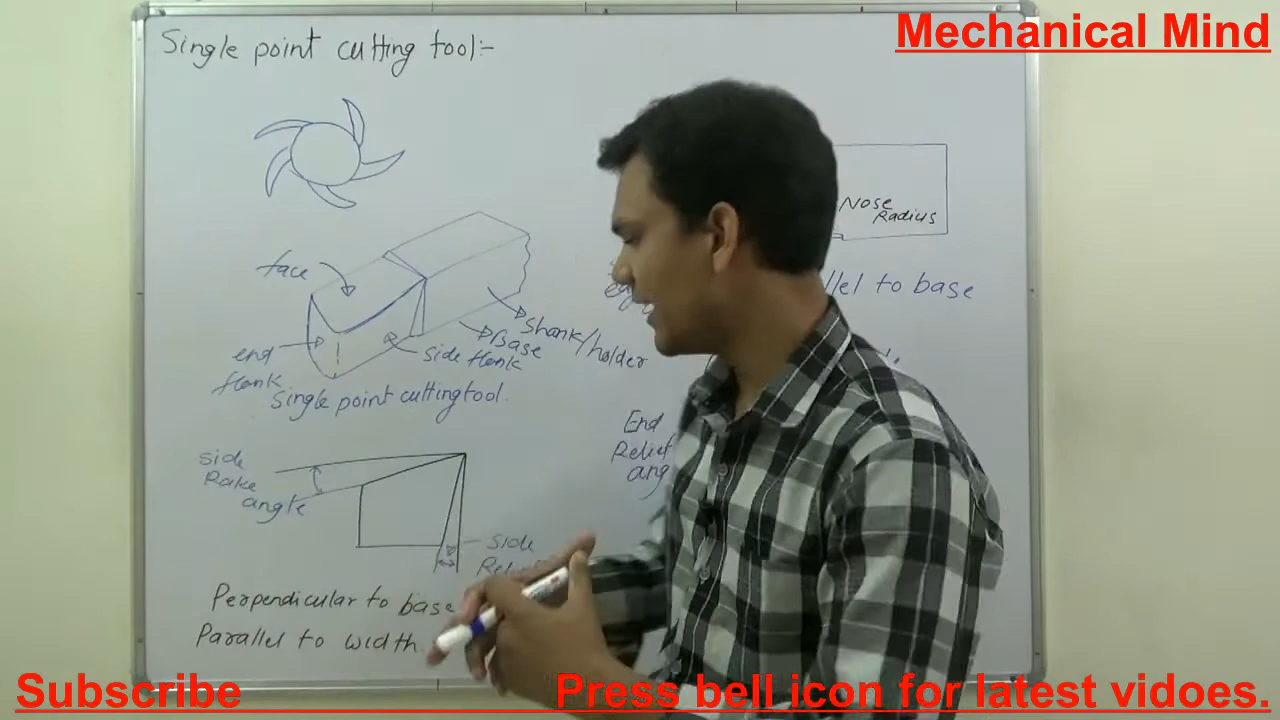 Mechanical Mind
Single point cutting tool:-
Nose
Radius
face
to base
Shank/holder
Base
side flank
end
flank
Single point cutting tool.
End
Relief
side
Rake
angle
side
Perpendicular to base
Parallel to width.
Subscribe
Press bell icon for latest vidoes.